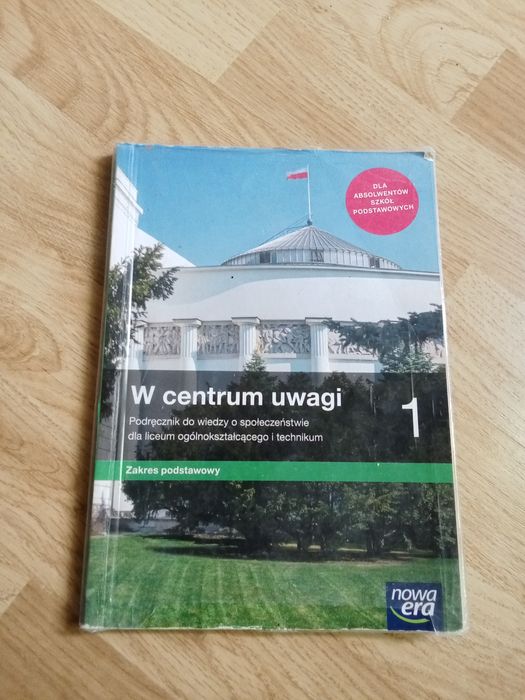 DLA
ABSOLWENTÓW
SZKÓŁ
PODSTAWOWYCH
W centrum uwagi
1
Podręcznik do wiedzy o społeczeństwie
dla liceum ogólnokształcącego i technikum
Zakres podstawowy
nowa
era